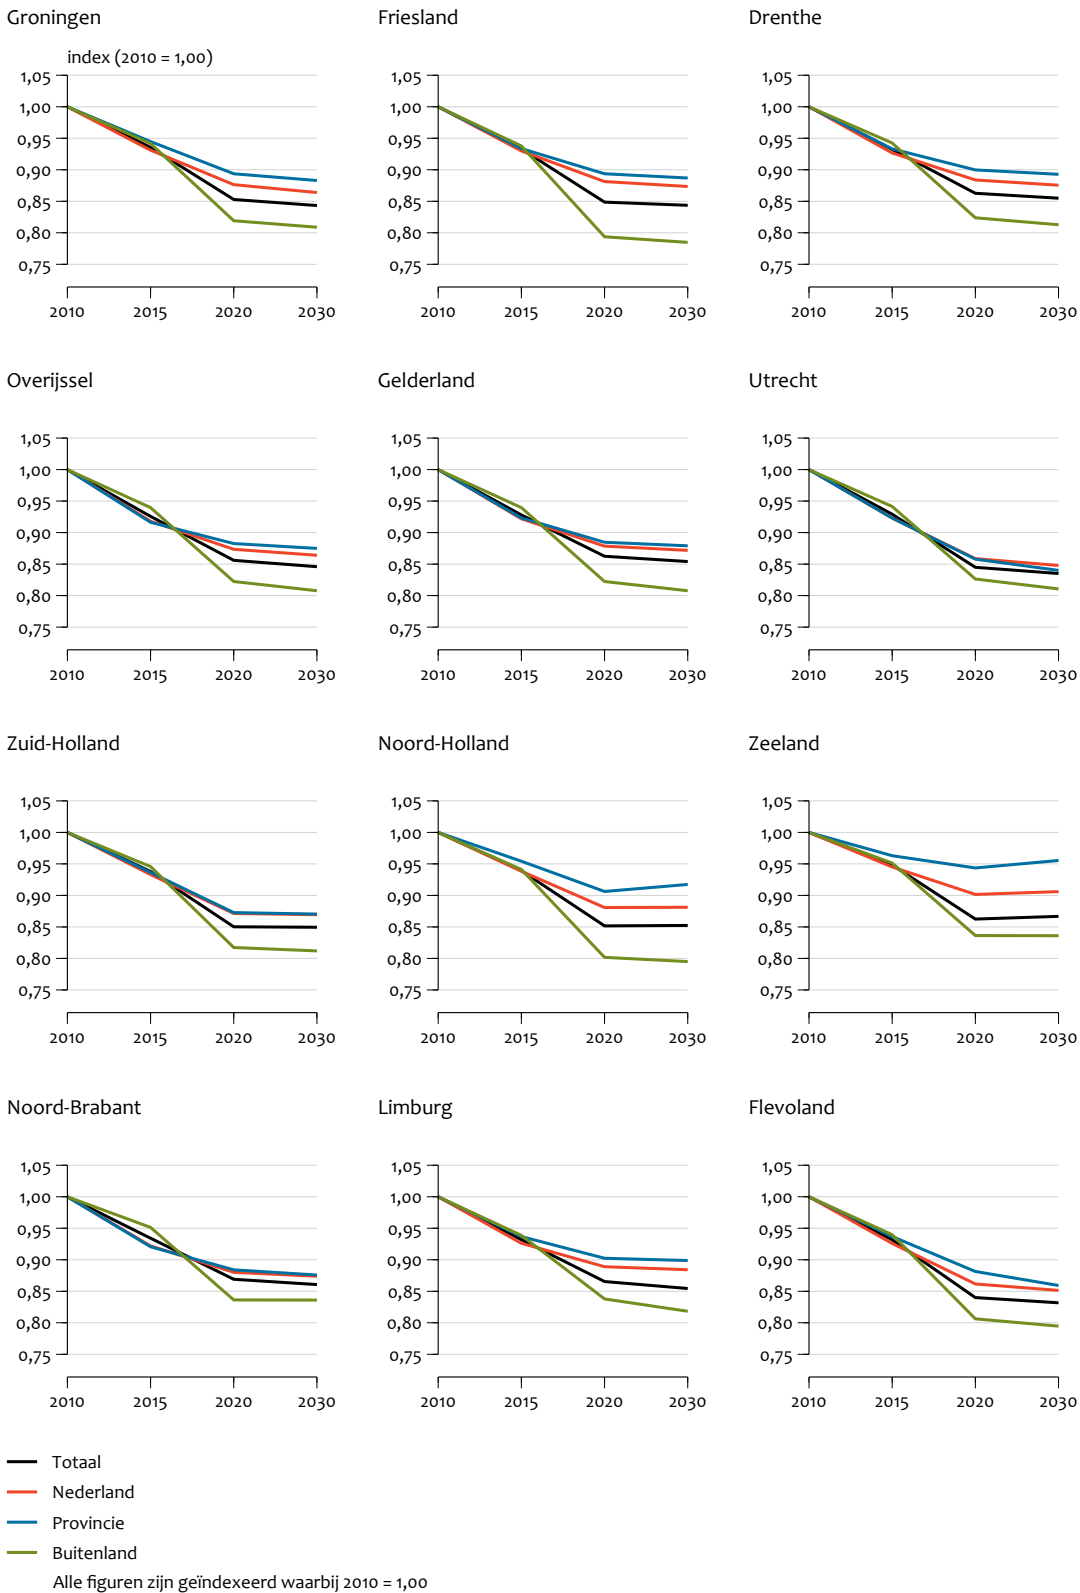 Groningen
Friesland
Drenthe
index (2010 = 1,00)
1,05
1,00
0,95
0,90
0,85
0,80
0,75
2010 2015 2020 2030
1,05
1,00
0,95
0,90
0,85
0,80
0,75
2010 2015 2020 2030
1,05
1,00
0,95
0,90
0,85
0,80
0,75
2010 2015 2020 2030
Overijssel
Gelderland
Utrecht
1,05
1,00
0,95
0,90
0,85
0,80
0,75
2010 2015 2020 2030
1,05
1,00
0,95
0,90
0,85
0,80
0,75
2010 2015 2020 2030
1,05
1,00
0,95
0,90
0,85
0,80
0,75
2010 2015 2020 2030
Zuid-Holland
Noord-Holland
Zeeland
1,05
1,00
0,95
0,90
0,85
0,80
0,75
2010 2015 2020 2030
1,05
1,00
0,95
0,90
0,85
0,80
0,75
2010 2015 2020 2030
1,05
1,00
0,95
0,90
0,85
0,80
0,75
2010 2015 2020 2030
Noord-Brabant
Limburg
Flevoland
1,05
1,00
0,95
0,90
0,85
0,80
0,75
2010 2015 2020 2030
1,05
1,00
0,95
0,90
0,85
0,80
0,75
2010 2015 2020 2030
1,05
1,00
0,95
0,90
0,85
0,80
0,75
2010 2015 2020 2030
Totaal
Nederland
Provincie
Buitenland
Alle figuren zijn geïndexeerd waarbij 2010 = 1,00